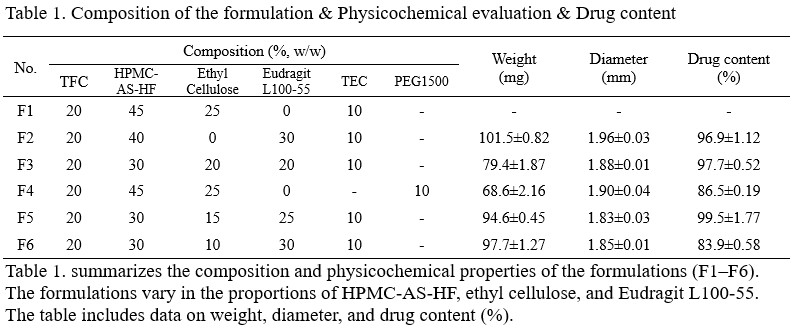 Table 1. Composition of the formulation & Physicochemical evaluation & Drug content
No. Composition (%, w/w) Weight (mg) Diameter (mm) Drug content (%)
TFC HPMC-AS-HF Ethyl Cellulose Eudragit L100-55 TEC PEG1500
F1 20 45 25 0 10 - - - -
F2 20 40 0 30 10 - 101.5±0.82 1.96±0.03 96.9±1.12
F3 20 30 20 20 10 - 79.4±1.87 1.88±0.01 97.7±0.52
F4 20 45 25 0 - 10 68.6±2.16 1.90±0.04 86.5±0.19
F5 20 30 15 25 10 - 94.6±0.45 1.83±0.03 99.5±1.77
F6 20 30 10 30 10 - 97.7±1.27 1.85±0.01 83.9±0.58
Table 1. summarizes the composition and physicochemical properties of the formulations (F1–F6).
The formulations vary in the proportions of HPMC-AS-HF, ethyl cellulose, and Eudragit L100-55.
The table includes data on weight, diameter, and drug content (%).